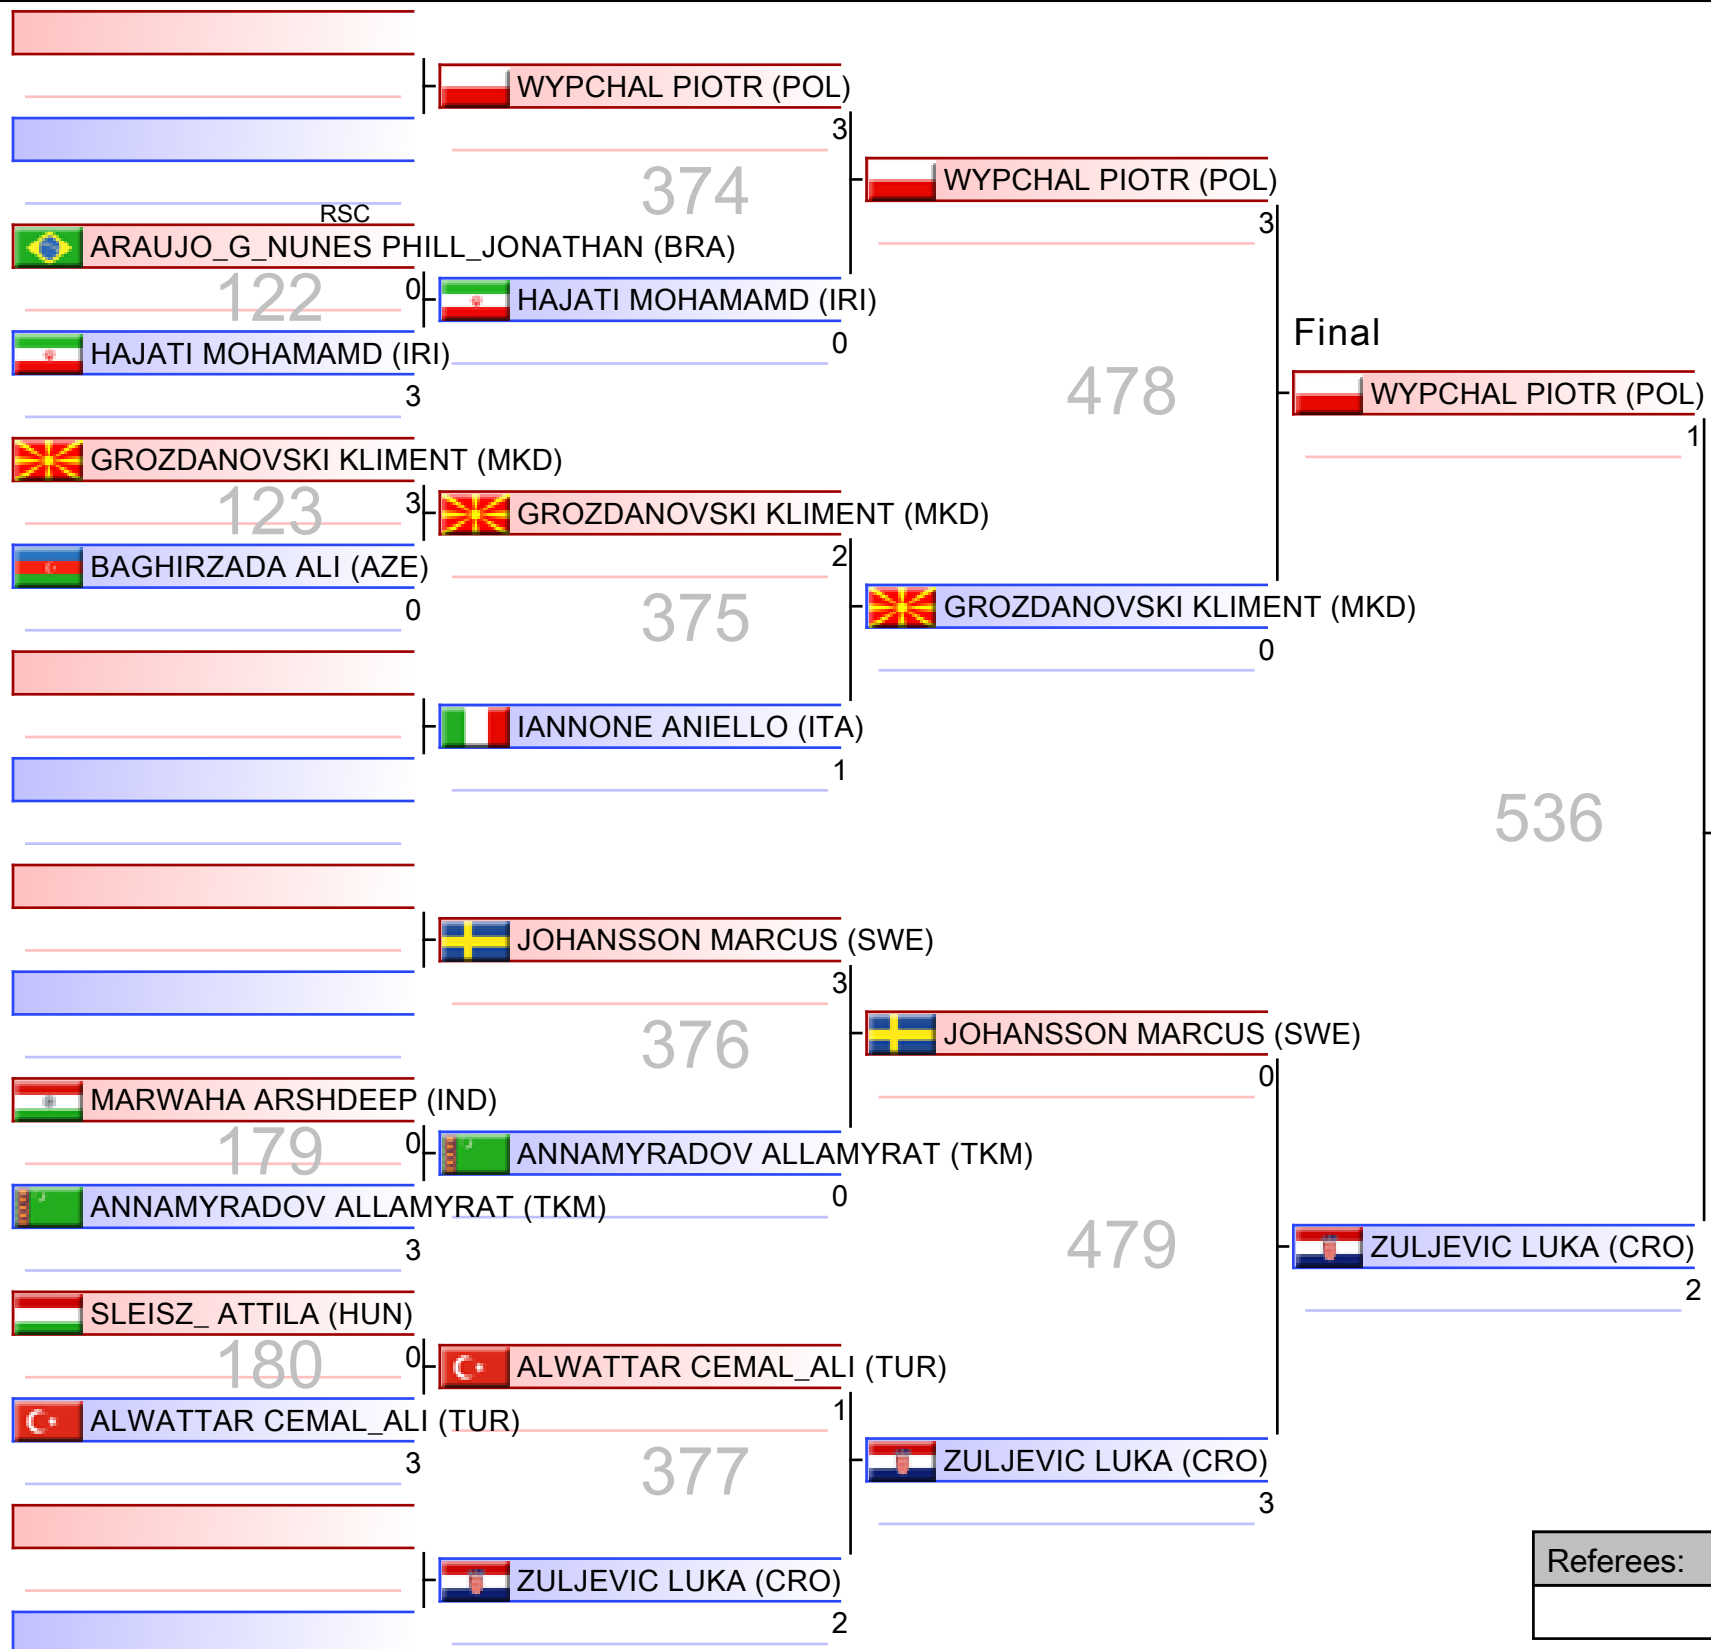 WYPCHAL PIOTR (POL)
3
374
WYPCHAL PIOTR (POL)
3
RSC
ARAUJO_G_NUNES PHILL_JONATHAN (BRA)
122
0
HAJATI MOHAMAMD (IRI)
0
HAJATI MOHAMAMD (IRI)
3
Final
478
WYPCHAL PIOTR (POL)
1
GROZDANOVSKI KLIMENT (MKD)
123
3
GROZDANOVSKI KLIMENT (MKD)
2
BAGHIRZADA ALI (AZE)
0
375
GROZDANOVSKI KLIMENT (MKD)
0
IANNONE ANIELLO (ITA)
1
536
JOHANSSON MARCUS (SWE)
3
376
JOHANSSON MARCUS (SWE)
0
MARWAHA ARSHDEEP (IND)
179
0
ANNAMYRADOV ALLAMYRAT (TKM)
0
ANNAMYRADOV ALLAMYRAT (TKM)
3
479
ZULJEVIC LUKA (CRO)
2
SLEISZ_ ATTILA (HUN)
180
0
ALWATTAR CEMAL_ALI (TUR)
1
ALWATTAR CEMAL_ALI (TUR)
3
377
ZULJEVIC LUKA (CRO)
3
ZULJEVIC LUKA (CRO)
2
Referees: